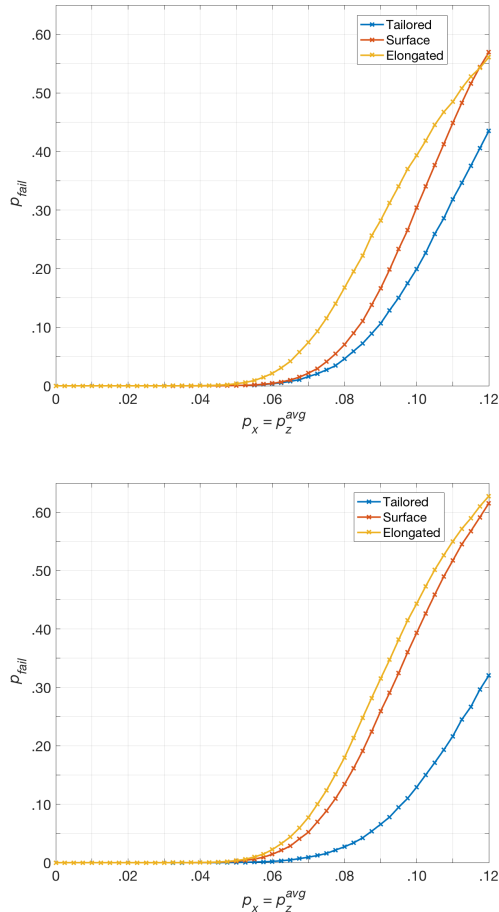 .60
.50
.40
.30
.20
.10
0
p_fail
Tailored
Surface
Elongated
0 .02 .04 .06 .08 .10 .12
p_x = p_z^avg
.60
.50
.40
.30
.20
.10
0
p_fail
Tailored
Surface
Elongated
0 .02 .04 .06 .08 .10 .12
p_x = p_z^avg